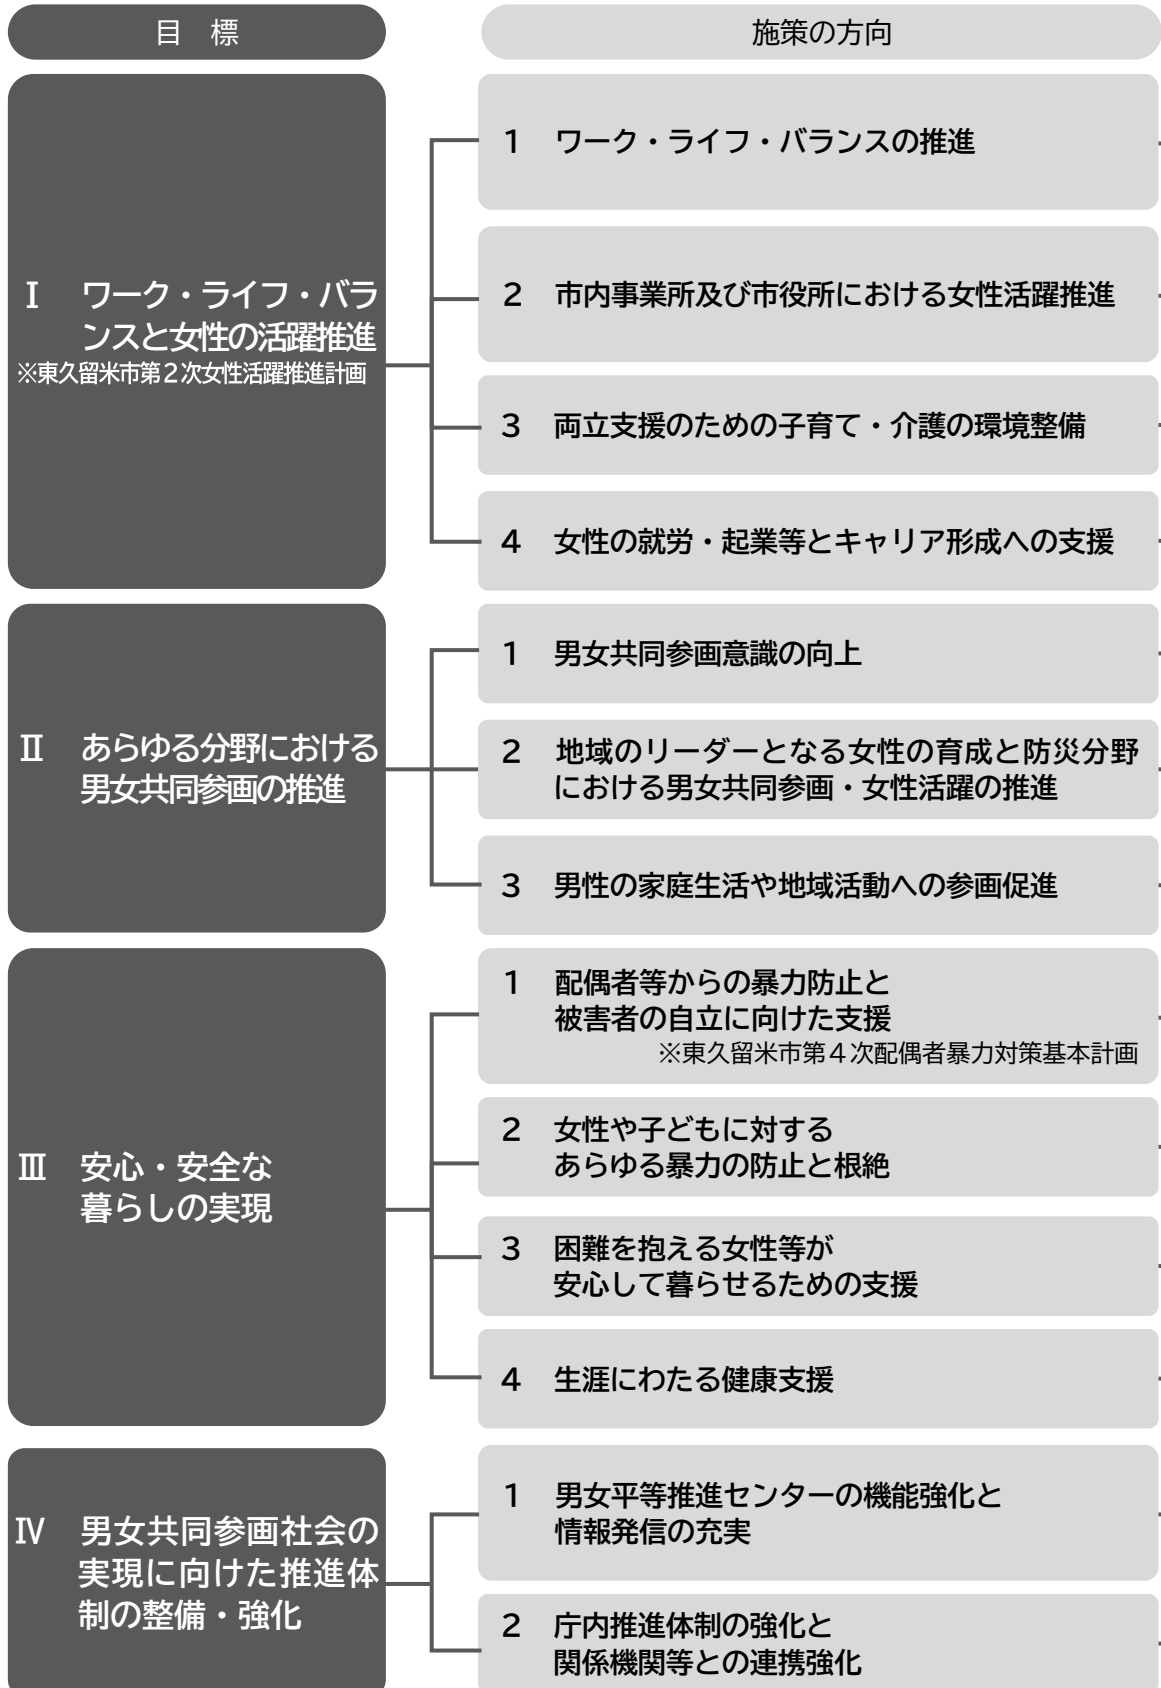 目　標
施策の方向
Ⅰ　ワーク・ライフ・バラ
ンスと女性の活躍推進
※東久留米市第２次女性活躍推進計画
1　ワーク・ライフ・バランスの推進
2　市内事業所及び市役所における女性活躍推進
3　両立支援のための子育て・介護の環境整備
4　女性の就労・起業等とキャリア形成への支援
Ⅱ　あらゆる分野における
男女共同参画の推進
1　男女共同参画意識の向上
2　地域のリーダーとなる女性の育成と防災分野
における男女共同参画・女性活躍の推進
3　男性の家庭生活や地域活動への参画促進
Ⅲ　安心・安全な
暮らしの実現
1　配偶者等からの暴力防止と
被害者の自立に向けた支援
※東久留米市第４次配偶者暴力対策基本計画
2　女性や子どもに対する
あらゆる暴力の防止と根絶
3　困難を抱える女性等が
安心して暮らせるための支援
4　生涯にわたる健康支援
Ⅳ　男女共同参画社会の
実現に向けた推進体
制の整備・強化
1　男女平等推進センターの機能強化と
情報発信の充実
2　庁内推進体制の強化と
関係機関等との連携強化